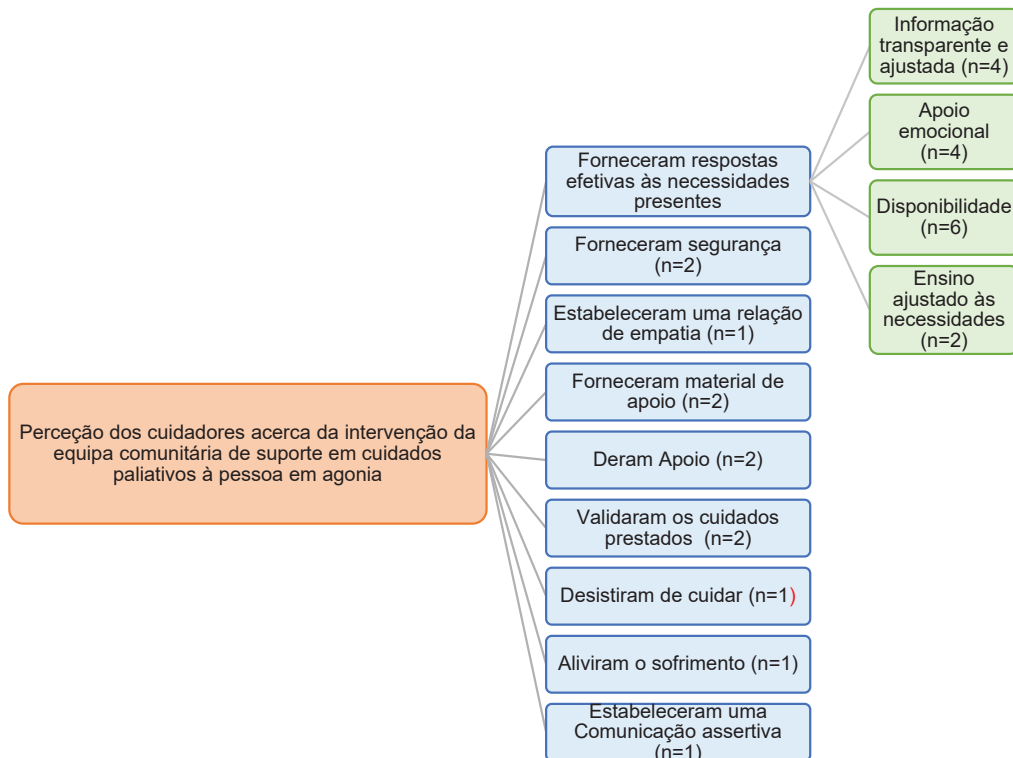 Perceção dos cuidadores acerca da intervenção da
equipa comunitária de suporte em cuidados
paliativos à pessoa em agonia
Forneceram respostas
efetivas às necessidades
presentes
Informação
transparente e
ajustada (n=4)
Apoio
emocional
(n=4)
Disponibilidade
(n=6)
Ensino
ajustado às
necessidades
(n=2)
Forneceram segurança
(n=2)
Estabeleceram uma relação
de empatia (n=1)
Forneceram material de
apoio (n=2)
Deram Apoio (n=2)
Validaram os cuidados
prestados  (n=2)
Desistiram de cuidar (n=1)
Aliviram o sofrimento (n=1)
Estabeleceram uma
Comunicação assertiva
(n=1)